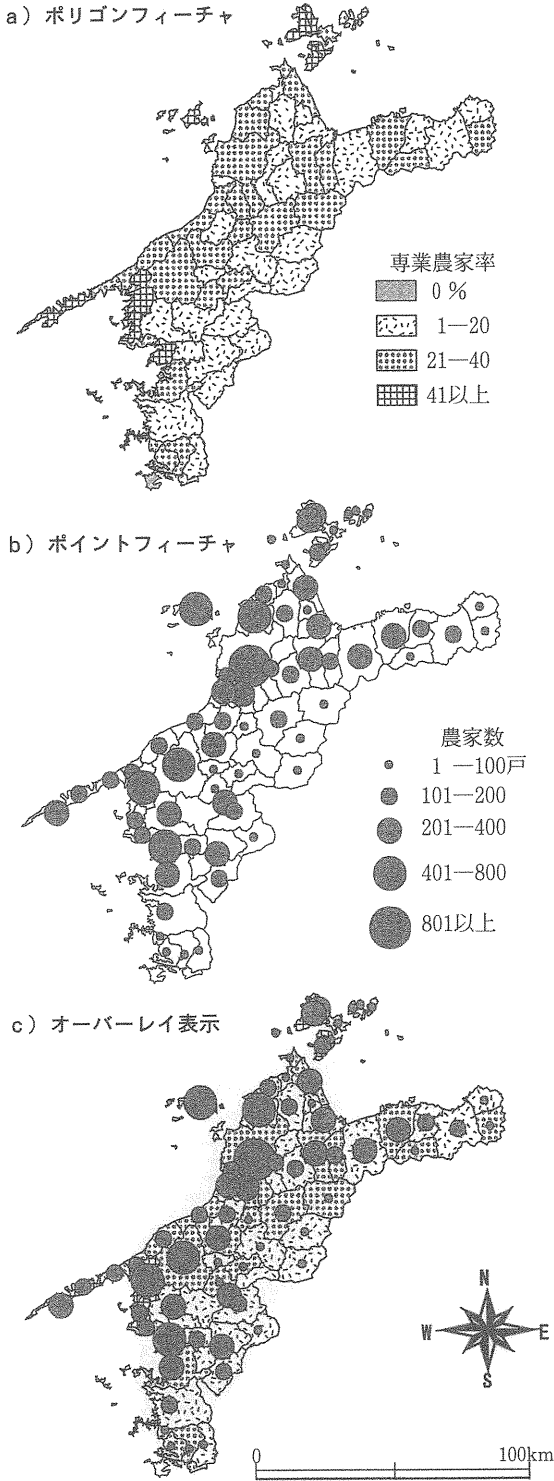 a）ポリゴンフィーチャ
専業農家率
0％
1―20
21―40
41以上
b）ポイントフィーチャ
農家数
1 ―100戸
101―200
201―400
401―800
801以上
c）オーバーレイ表示
N
W E
S
0 100km